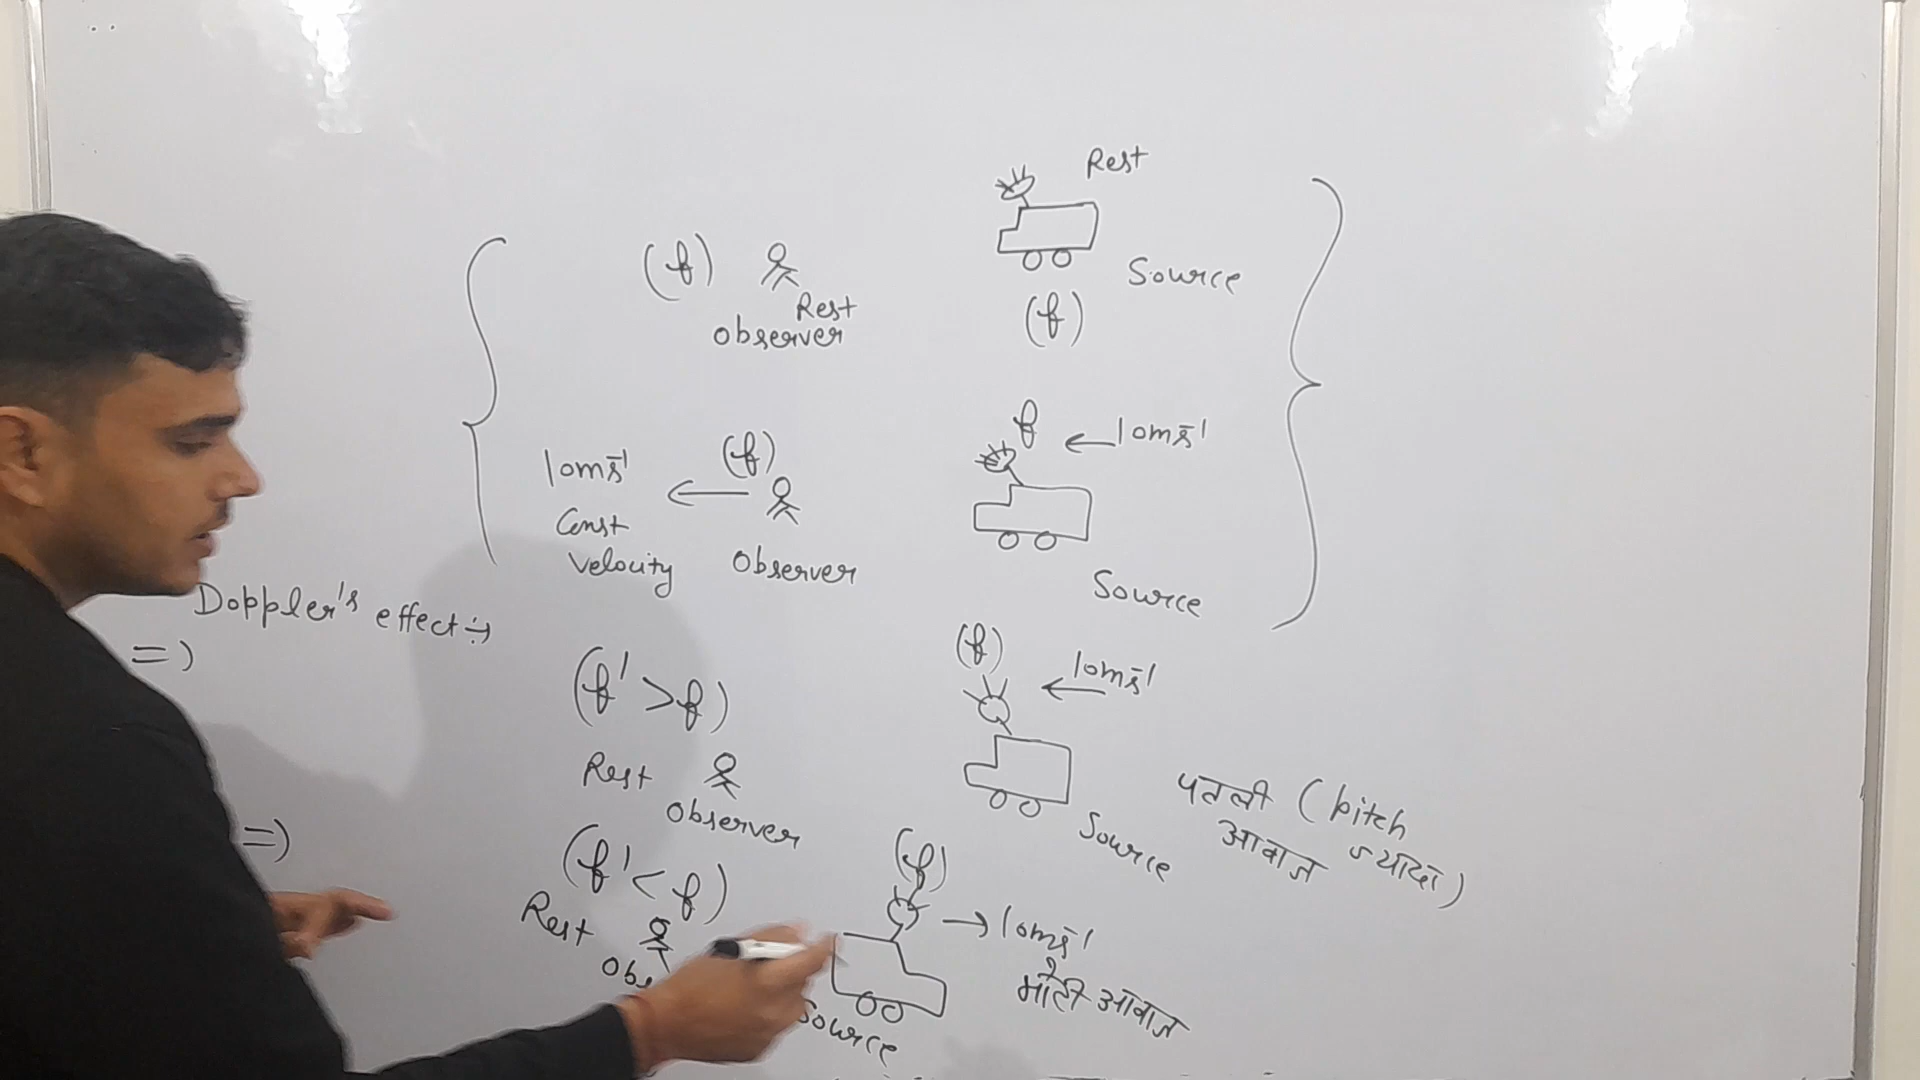 Rest
(f)
Source
Rest
observer
(f)
f ← 10ms⁻¹
(f)
10ms⁻¹ ←
Const
velocity
Observer
Source
Doppler's effect :→
=)
(f) ← 10ms⁻¹
(f' > f)
Rest
Observer
Source
पतली (pitch
आवाज ज्यादा)
=)
(f' < f)
(f)
Rest
→ 10ms⁻¹
मोटी आवाज
Source